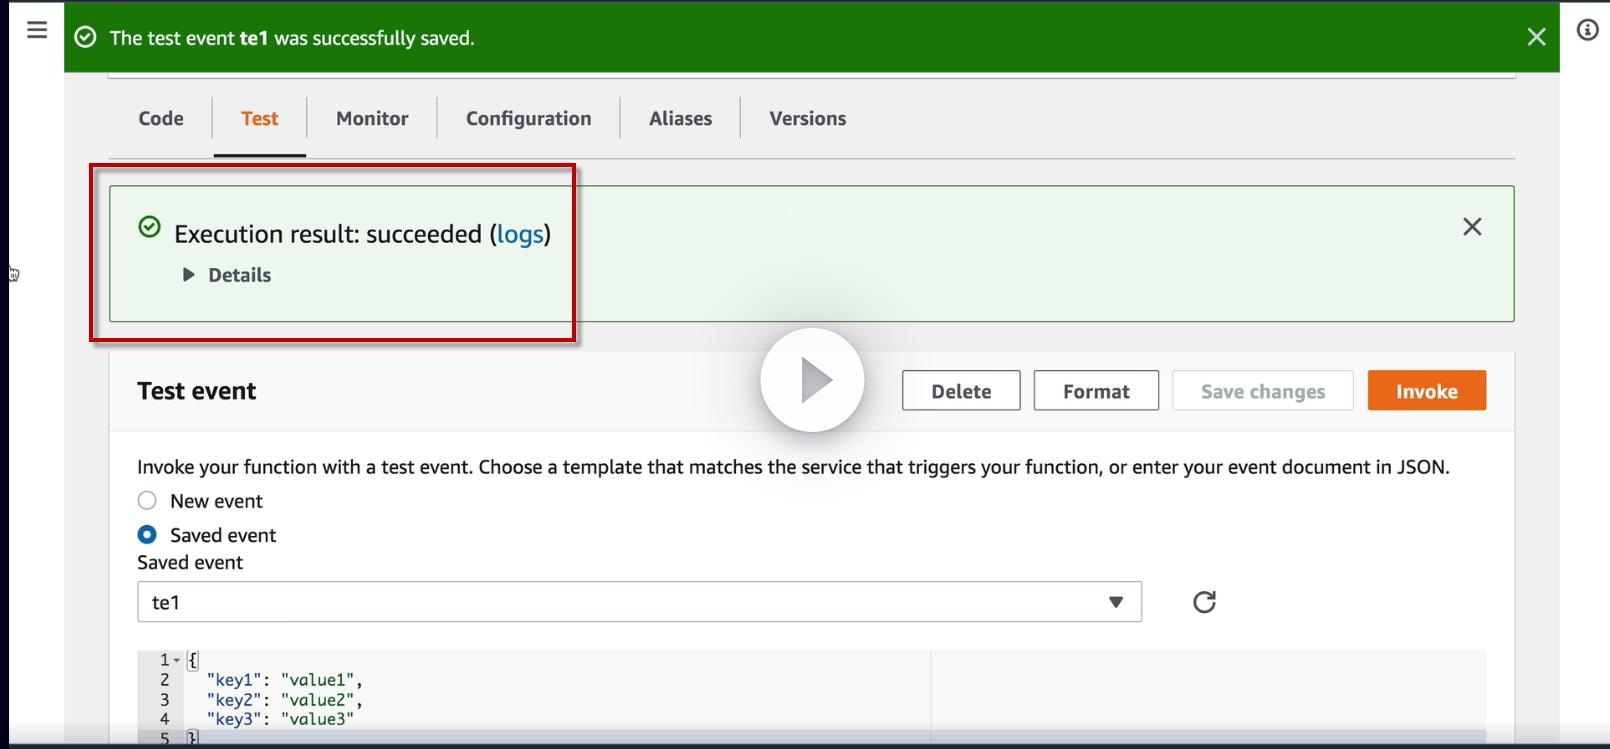 The test event te1 was successfully saved.
Code
Test
Monitor
Configuration
Aliases
Versions
Execution result: succeeded (logs)
Details
Test event
Delete
Format
Save changes
Invoke
Invoke your function with a test event. Choose a template that matches the service that triggers your function, or enter your event document in JSON.
New event
Saved event
Saved event
te1
1 {
2 "key1": "value1",
3 "key2": "value2",
4 "key3": "value3"
5 }